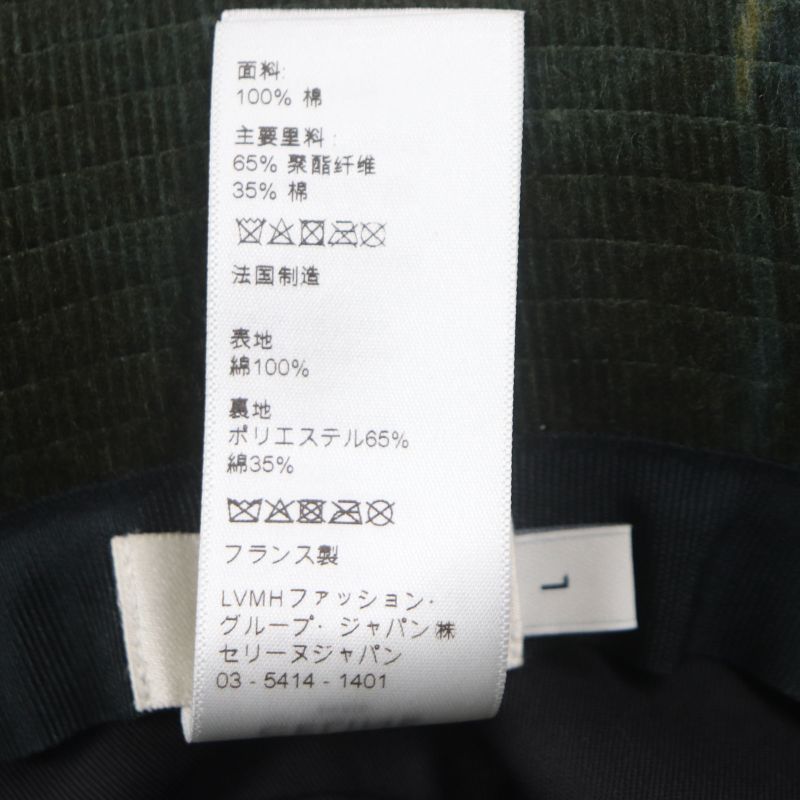 面料:
100% 棉
主要里料:
65% 聚酯纤维
35% 棉
法国制造
表地
綿100%
裏地
ポリエステル65%
綿35%
フランス製
LVMHファッション・
グループ・ジャパン㈱
セリーヌジャパン
03 - 5414 - 1401
L